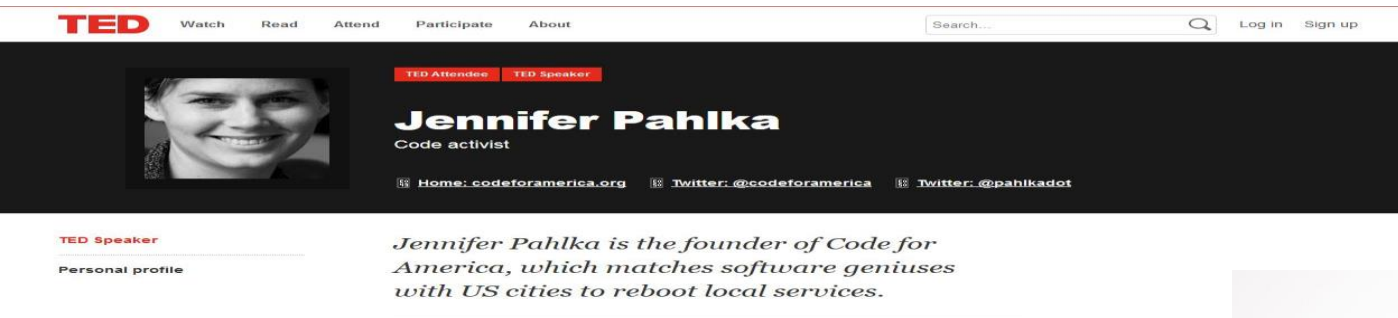 TED Watch Read Attend Participate About Search... Log in Sign up
TED Attendee TED Speaker
Jennifer Pahlka
Code activist
Home: codeforamerica.org Twitter: @codeforamerica Twitter: @pahlkadot
TED Speaker
Personal profile
Jennifer Pahlka is the founder of Code for
America, which matches software geniuses
with US cities to reboot local services.